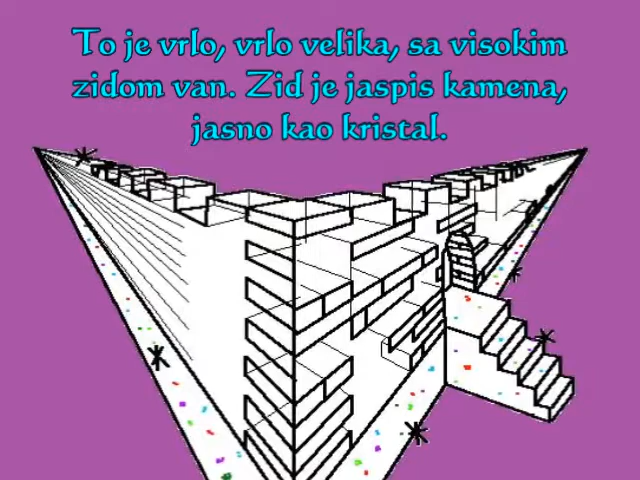 To je vrlo, vrlo velika, sa visokim
zidom van. Zid je jaspis kamena,
jasno kao kristal.